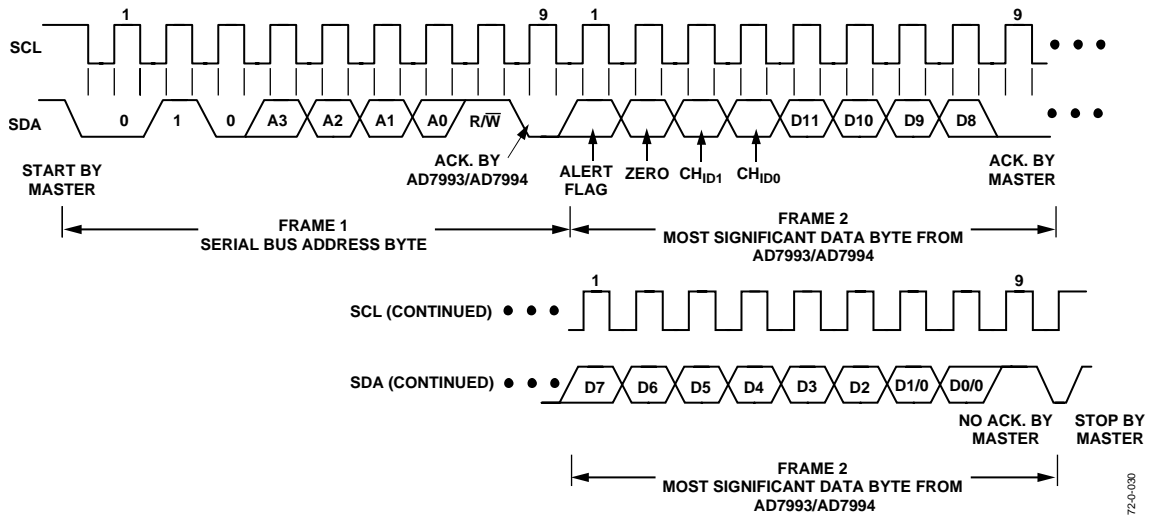 1 9 1 9
SCL
SDA 0 1 0 A3 A2 A1 A0 R/W̅ D11 D10 D9 D8
START BY
MASTER
ACK. BY
AD7993/AD7994
ALERT
FLAG
ZERO
CH_ID1
CH_ID0
ACK. BY
MASTER
FRAME 1
SERIAL BUS ADDRESS BYTE
FRAME 2
MOST SIGNIFICANT DATA BYTE FROM
AD7993/AD7994
1 9
SCL (CONTINUED)
SDA (CONTINUED) D7 D6 D5 D4 D3 D2 D1/0 D0/0
NO ACK. BY
MASTER
STOP BY
MASTER
FRAME 2
MOST SIGNIFICANT DATA BYTE FROM
AD7993/AD7994
72-0-030